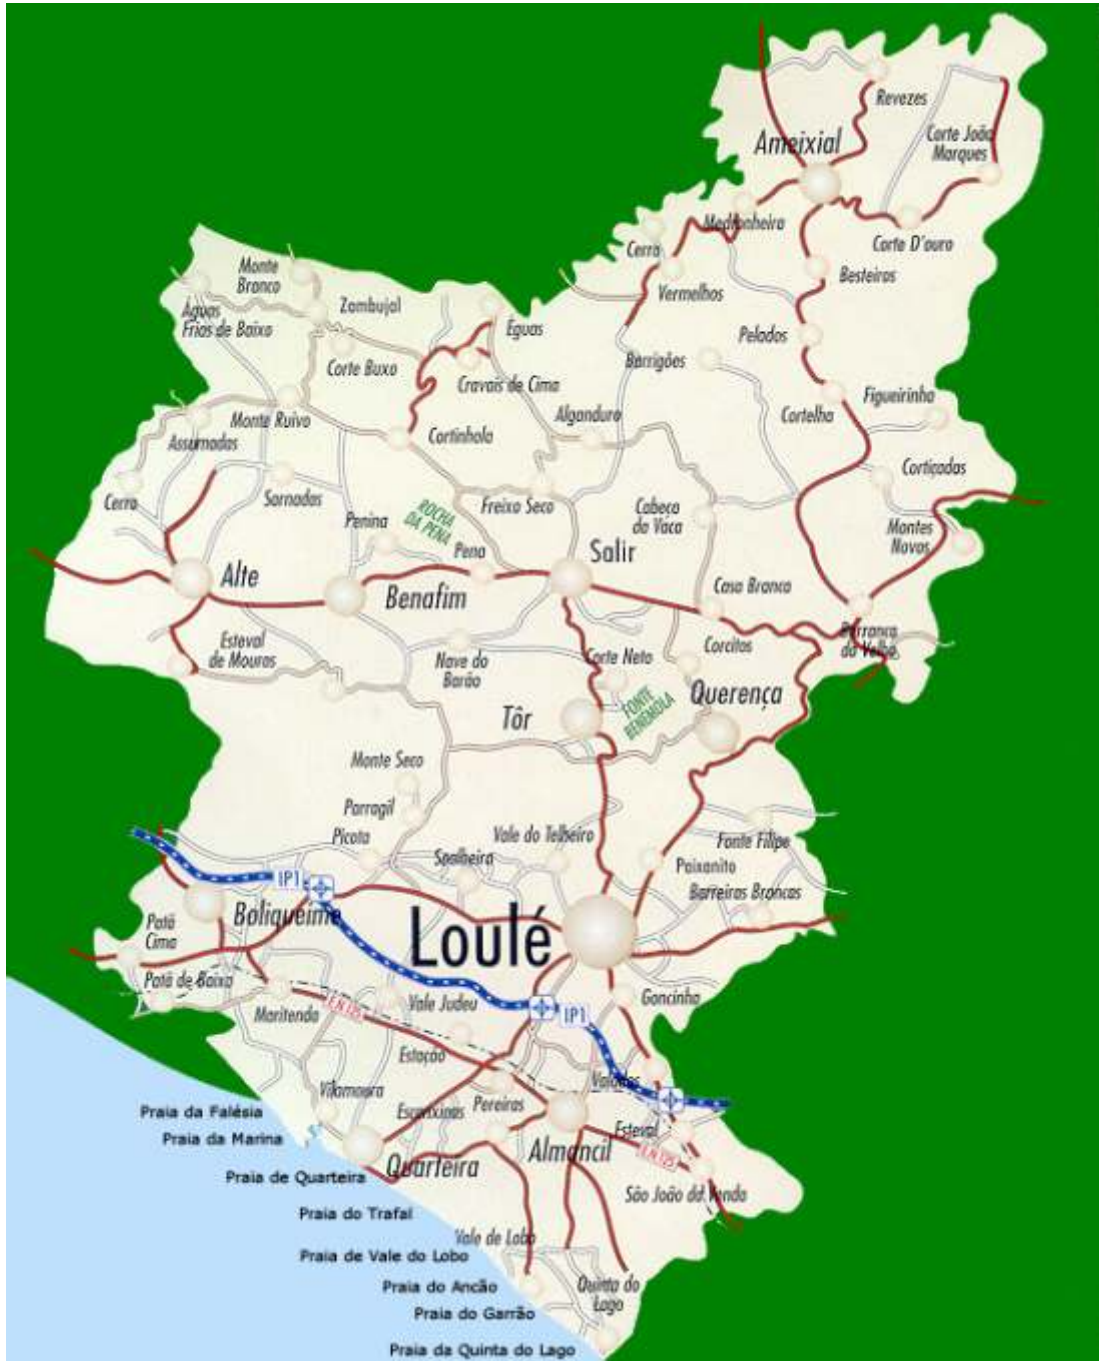 Revezes
Ameixial
Corte João
Marques
Medronheira
Corte D'ouro
Cerro
Besteiros
Monte
Branco
Vermelhos
Águas
Frias de Baixo
Zambujal
Éguas
Pelados
Corte Buxo
Barrigões
Cravais de Cima
Figueirinha
Monte Ruivo
Alganduro
Cortelha
Assumadas
Cortinhola
Cortiçadas
Cerro
Sarnadas
Freixo Seco
Cabeça
da Vaca
ROCHA
DA PENA
Penina
Montes
Novos
Pena
Salir
Alte
Benafim
Casa Branca
Esteval
de Mouros
Nave do
Barão
Corte Neto
Corcitos
Barranco
do Velho
Querença
FONTE
BENEMOLA
Tôr
Monte Seco
Parragil
Picota
Vale do Telheiro
Fonte Filipe
Paixanito
IP1
Barreiras Brancas
Boliqueime
Loulé
Patã
Cima
Patã de Baixo
Goncinha
Maritenda
EN125
Vale Judeu
IP1
Estação
Vilamoura
Pereiras
Praia da Falésia
Esteval
Praia da Marina
Almancil
EN125
Quarteira
Praia de Quarteira
São João da Venda
Praia do Trafal
Vale de Lobo
Praia de Vale do Lobo
Praia do Ancão
Quinta do
Lago
Praia do Garrão
Praia da Quinta do Lago